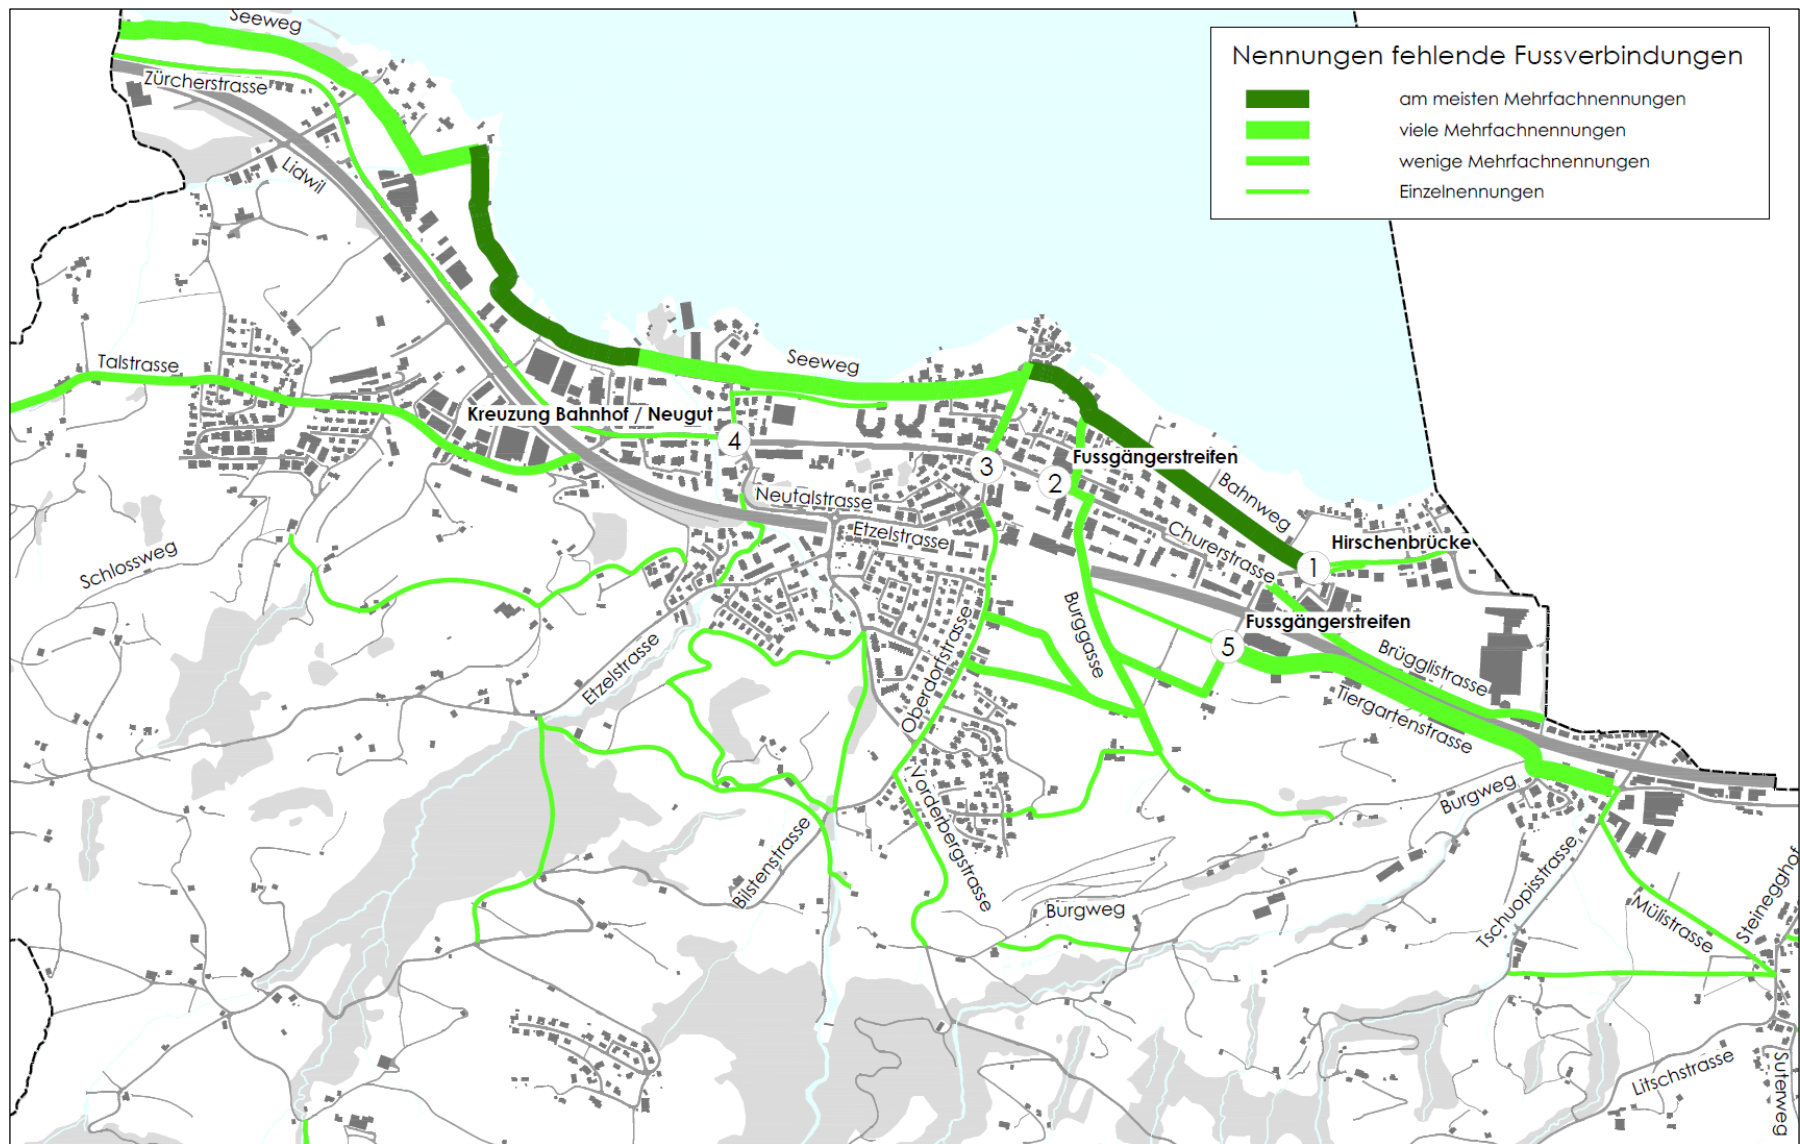 Seeweg
Nennungen fehlende Fussverbindungen
Zürcherstrasse
am meisten Mehrfachnennungen
viele Mehrfachnennungen
wenige Mehrfachnennungen
Lidwil
Einzelnennungen
Talstrasse
Seeweg
Kreuzung Bahnhof / Neugut
4
3
Fussgängerstreifen
2
Neutalstrasse
Bahnweg
Etzelstrasse
Churerstrasse
Hirschenbrücke
Schlossweg
1
Burggasse
Fussgängerstreifen
5
Etzelstrasse
Oberdorfstrasse
Brügglistrasse
Tiergartenstrasse
Vorderbergstrasse
Burgweg
Bilstenstrasse
Burgweg
Tschuopisstrasse
Mülistrasse
Steinegghof
Litschstrasse
Suterweg